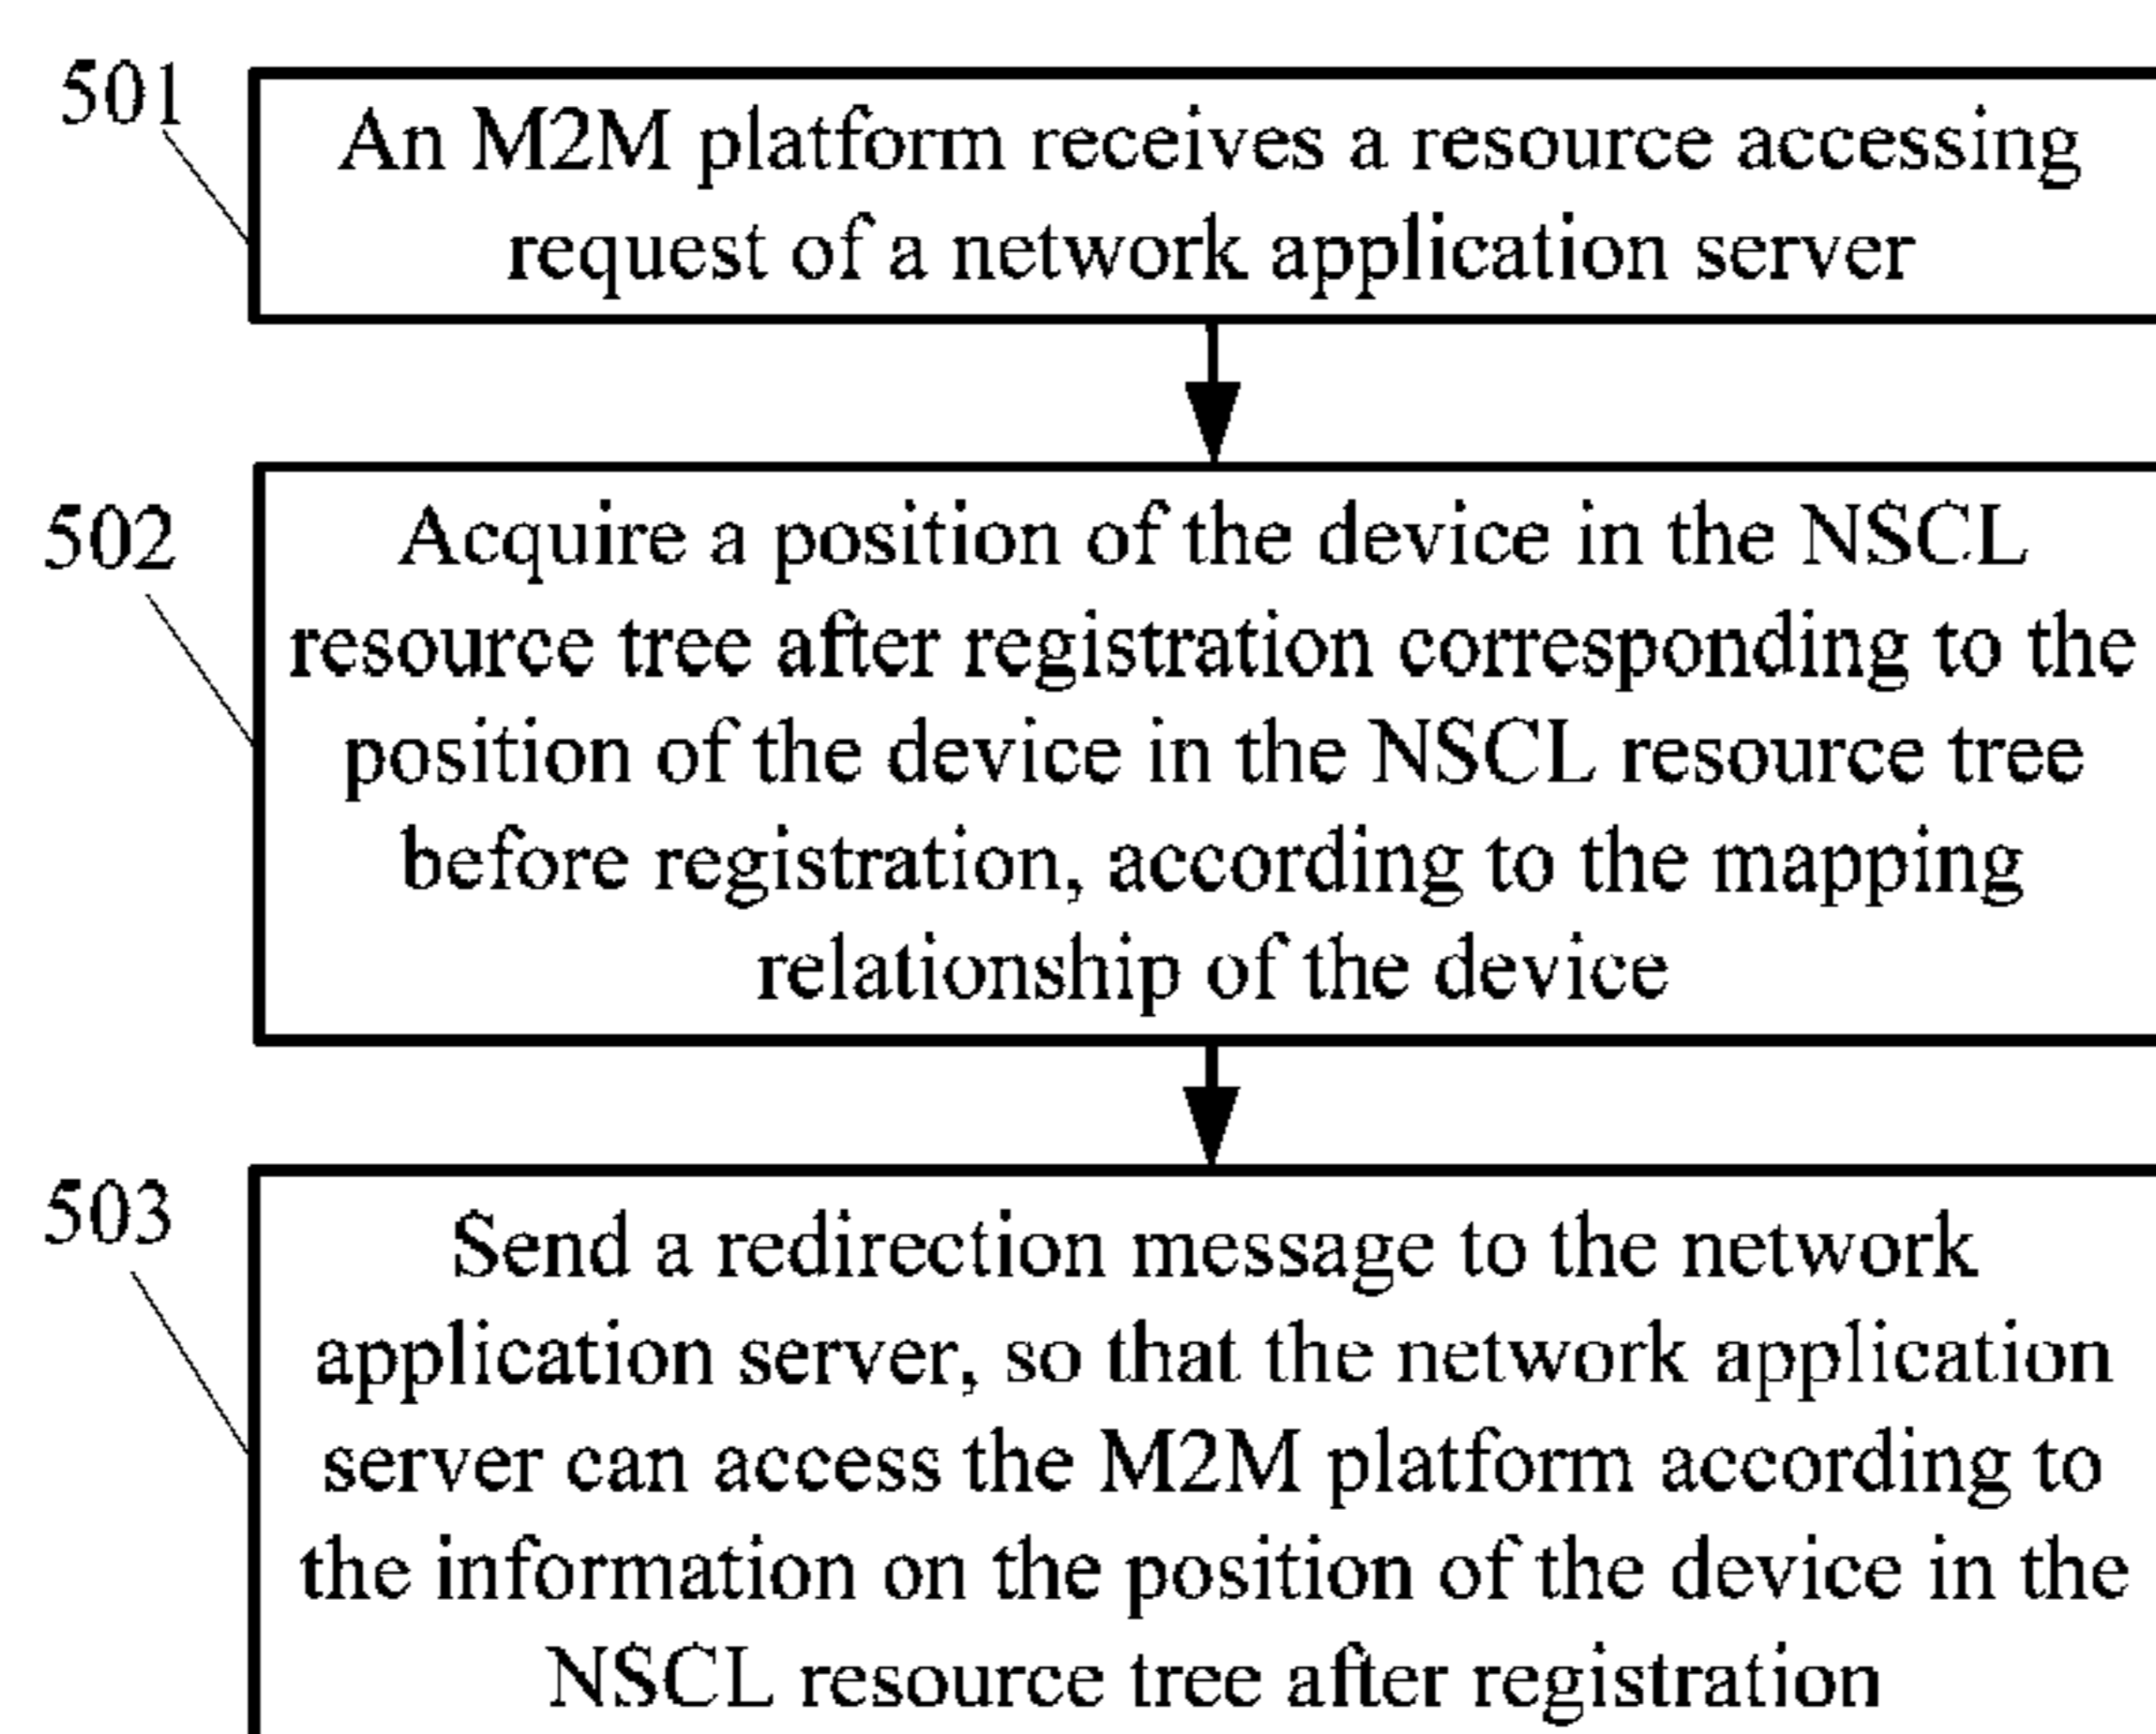 501
An M2M platform receives a resource accessing
request of a network application server
502
Acquire a position of the device in the NSCL
resource tree after registration corresponding to the
position of the device in the NSCL resource tree
before registration, according to the mapping
relationship of the device
503
Send a redirection message to the network
application server, so that the network application
server can access the M2M platform according to
the information on the position of the device in the
NSCL resource tree after registration